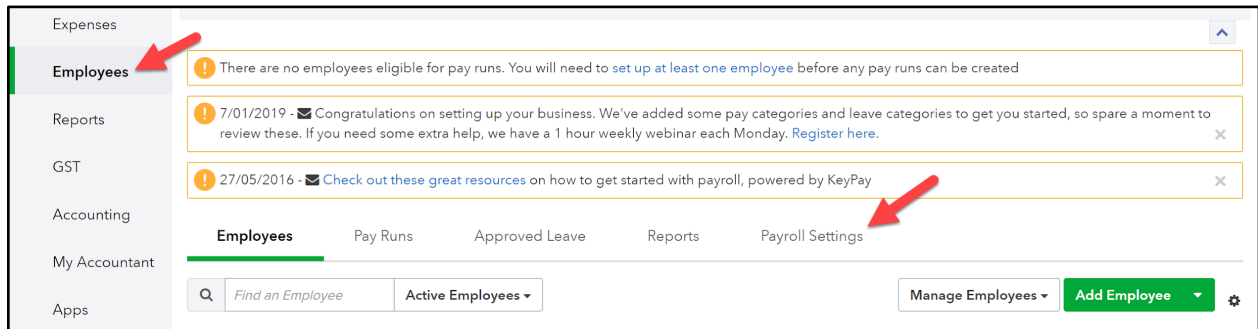 Expenses
Employees
Reports
GST
Accounting
My Accountant
Apps
There are no employees eligible for pay runs. You will need to set up at least one employee before any pay runs can be created
7/01/2019 - Congratulations on setting up your business. We've added some pay categories and leave categories to get you started, so spare a moment to
review these. If you need some extra help, we have a 1 hour weekly webinar each Monday. Register here.
27/05/2016 - Check out these great resources on how to get started with payroll, powered by KeyPay
Employees Pay Runs Approved Leave Reports Payroll Settings
Find an Employee Active Employees Manage Employees Add Employee